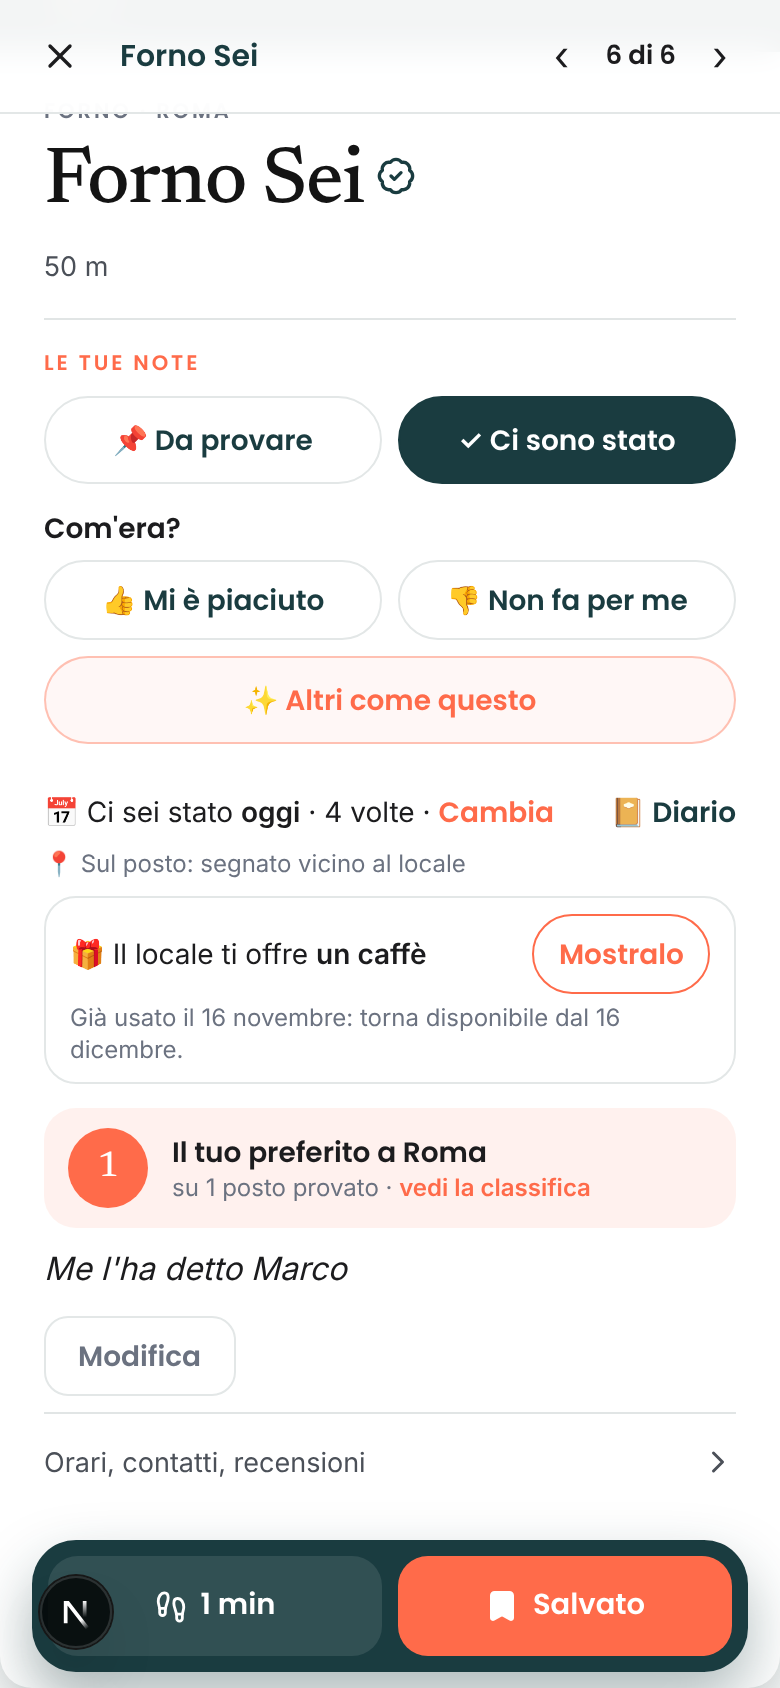 Forno Sei
6 di 6
FORNO · ROMA
Forno Sei
50 m
LE TUE NOTE
📌 Da provare
✓ Ci sono stato
Com'era?
👍 Mi è piaciuto
👎 Non fa per me
✨ Altri come questo
📅 Ci sei stato oggi · 4 volte · Cambia
📔 Diario
📍 Sul posto: segnato vicino al locale
🎁 Il locale ti offre un caffè
Mostralo
Già usato il 16 novembre: torna disponibile dal 16
dicembre.
1
Il tuo preferito a Roma
su 1 posto provato · vedi la classifica
Me l'ha detto Marco
Modifica
Orari, contatti, recensioni
N
1 min
Salvato